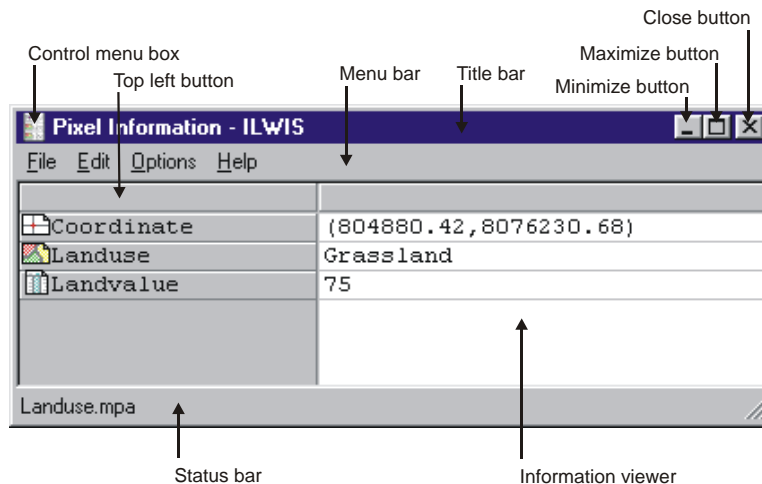 Close button
Control menu box
Maximize button
Top left button
Menu bar
Title bar
Minimize button
Pixel Information - ILWIS
File Edit Options Help
Coordinate (804880.42,8076230.68)
Landuse Grassland
Landvalue 75
Landuse.mpa
Status bar
Information viewer